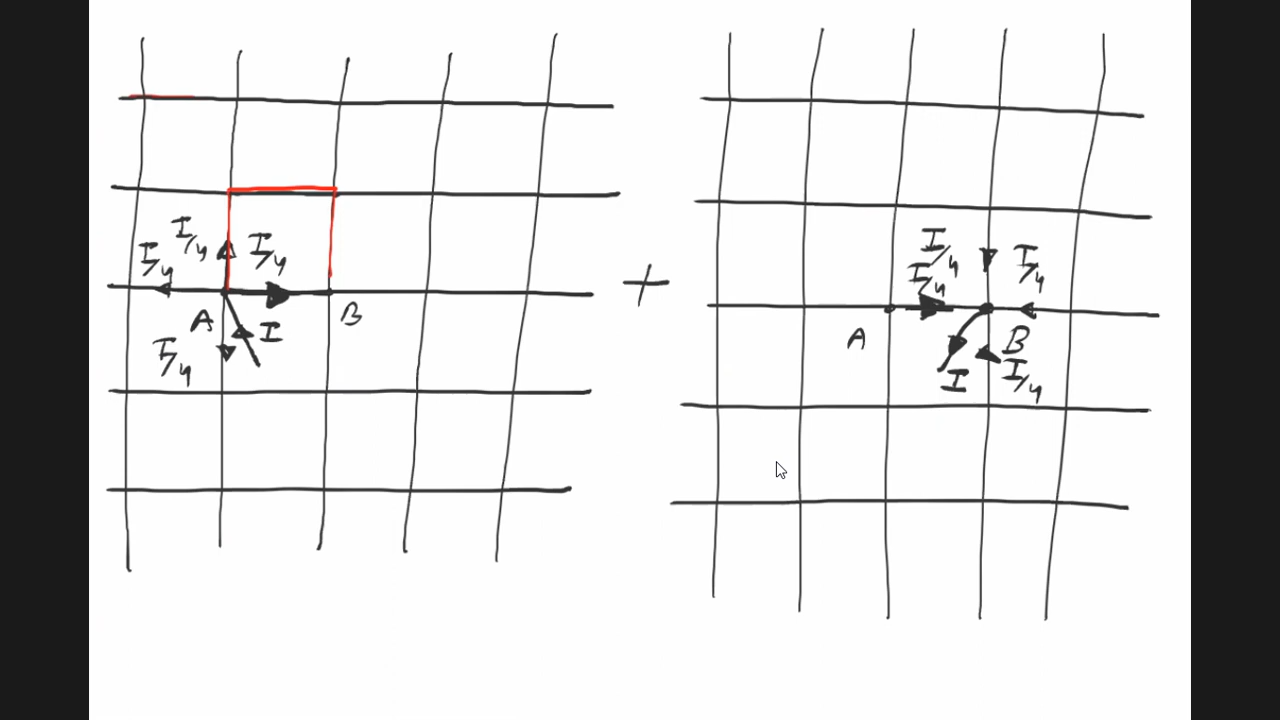 I/4 I/4 I/4
A I B
I/4
+
I/4
I/4 I/4
A B
I I/4